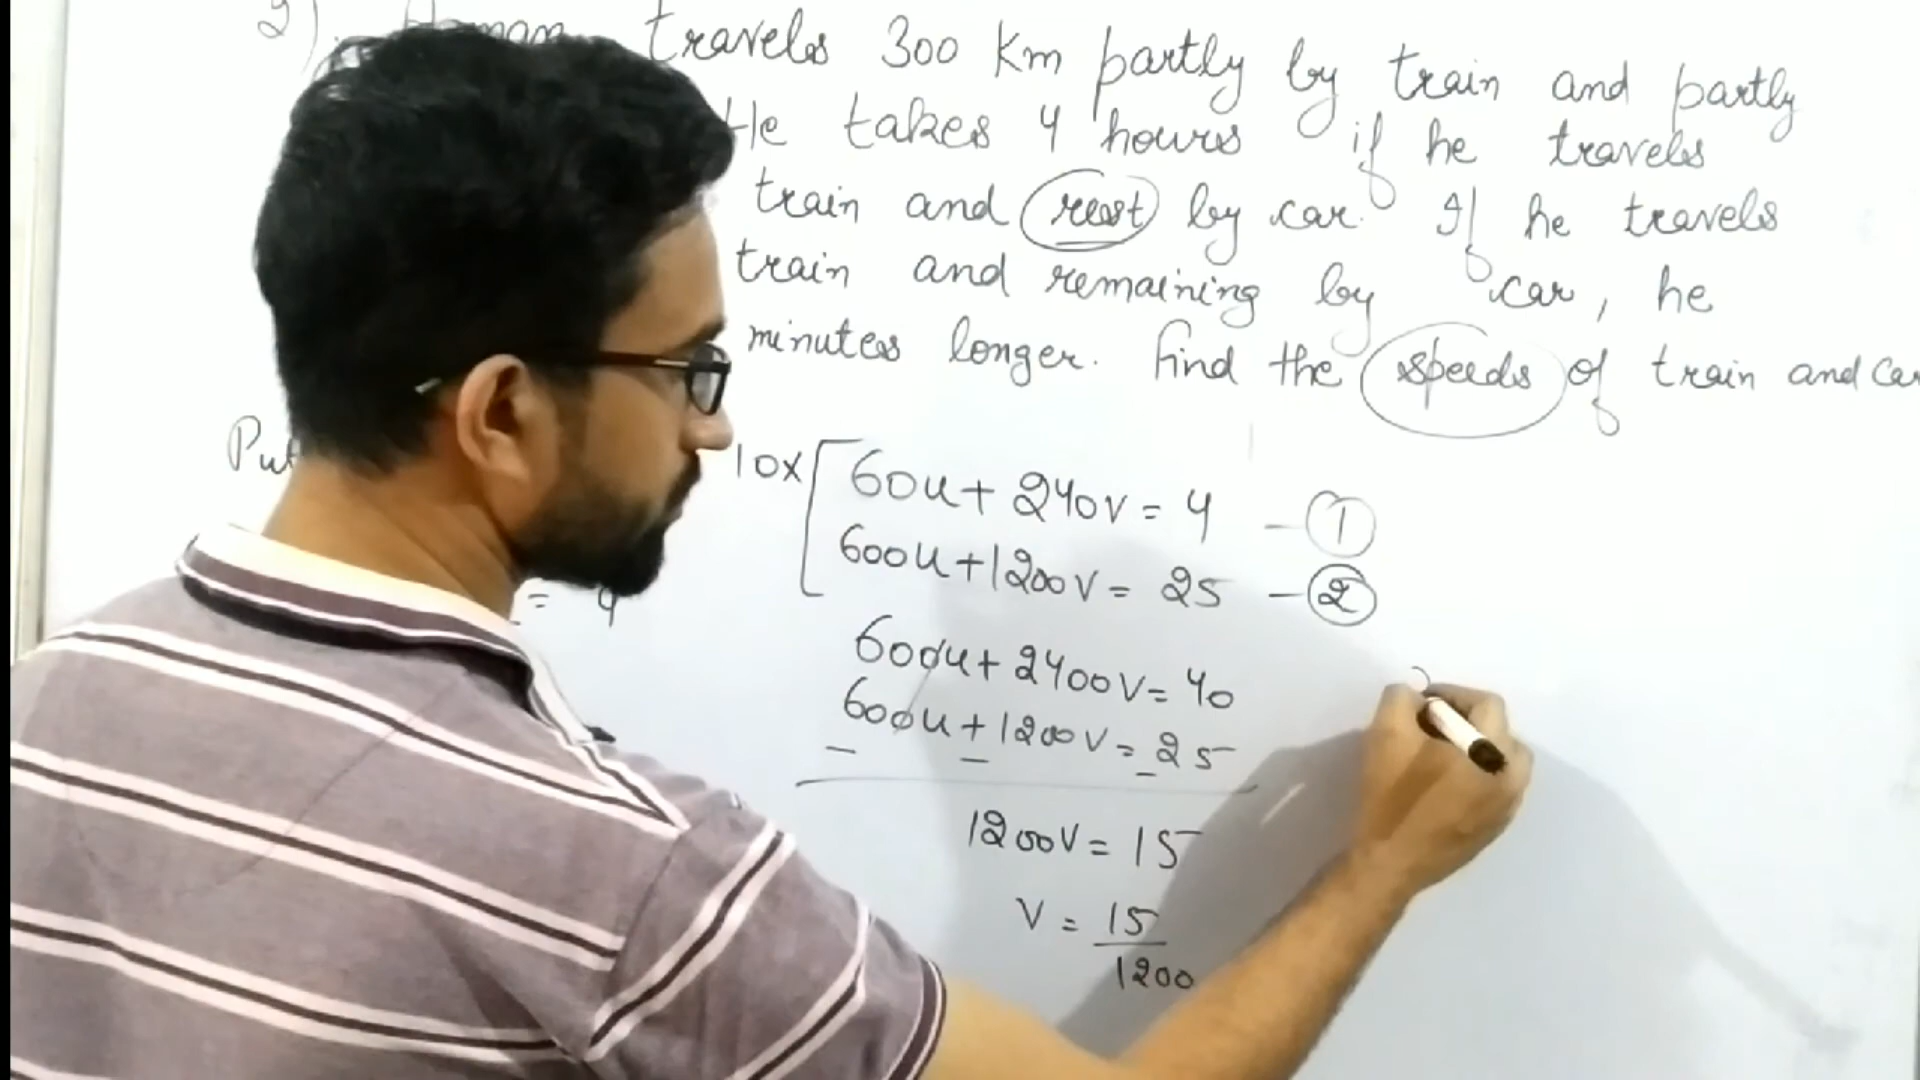 2). travels 300 Km partly by train and partly
He takes 4 hours if he travels
train and rest by car. If he travels
train and remaining by car, he
minutes longer. Find the speeds of train and Car
Put
10x 60u + 240v = 4 - ①
600u + 1200v = 25 - ②
= 4
600u + 2400v = 40
600u + 1200v = 25
- - -
1200v = 15
v = 15
1200